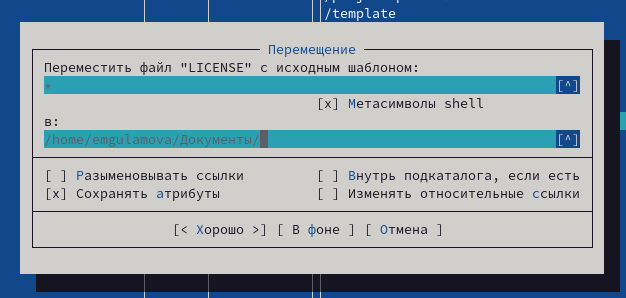 /template
Перемещение
Переместить файл "LICENSE" с исходным шаблоном:
* [^]
[x] Метасимволы shell
в:
/home/emgulamova/Документы/ [^]
[ ] Разыменовывать ссылки [ ] Внутрь подкаталога, если есть
[x] Сохранять атрибуты [ ] Изменять относительные ссылки
[< Хорошо >] [ В фоне ] [ Отмена ]